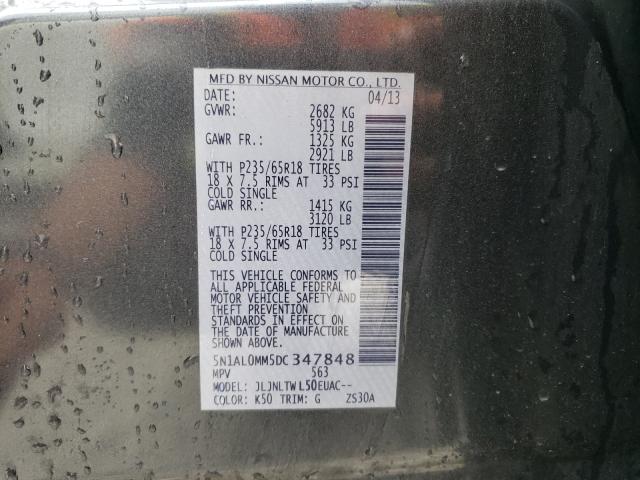 MFD BY NISSAN MOTOR CO., LTD.
DATE: 04/13
GVWR: 2682 KG
5913 LB
GAWR FR.: 1325 KG
2921 LB
WITH P235/65R18 TIRES
18 X 7.5 RIMS AT 33 PSI
COLD SINGLE
GAWR RR.: 1415 KG
3120 LB
WITH P235/65R18 TIRES
18 X 7.5 RIMS AT 33 PSI
COLD SINGLE
THIS VEHICLE CONFORMS TO
ALL APPLICABLE FEDERAL
MOTOR VEHICLE SAFETY AND
THEFT PREVENTION
STANDARDS IN EFFECT ON
THE DATE OF MANUFACTURE
SHOWN ABOVE.
5N1AL0MM5DC347848
MPV 563
MODEL: JLJNLTWL50EUAC--
COLOR: K50 TRIM: G ZS30A